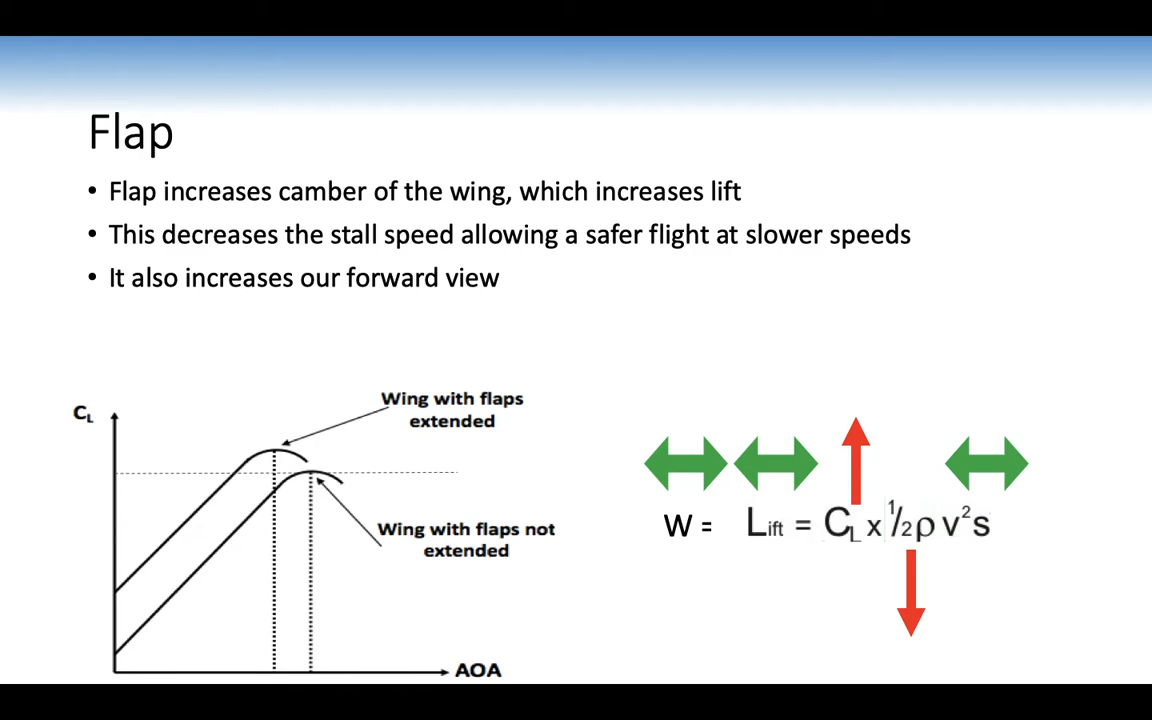 Flap
• Flap increases camber of the wing, which increases lift
• This decreases the stall speed allowing a safer flight at slower speeds
• It also increases our forward view
CL
Wing with flaps
extended
Wing with flaps not
extended
AOA
W = Lift = CL x ½ρv²s